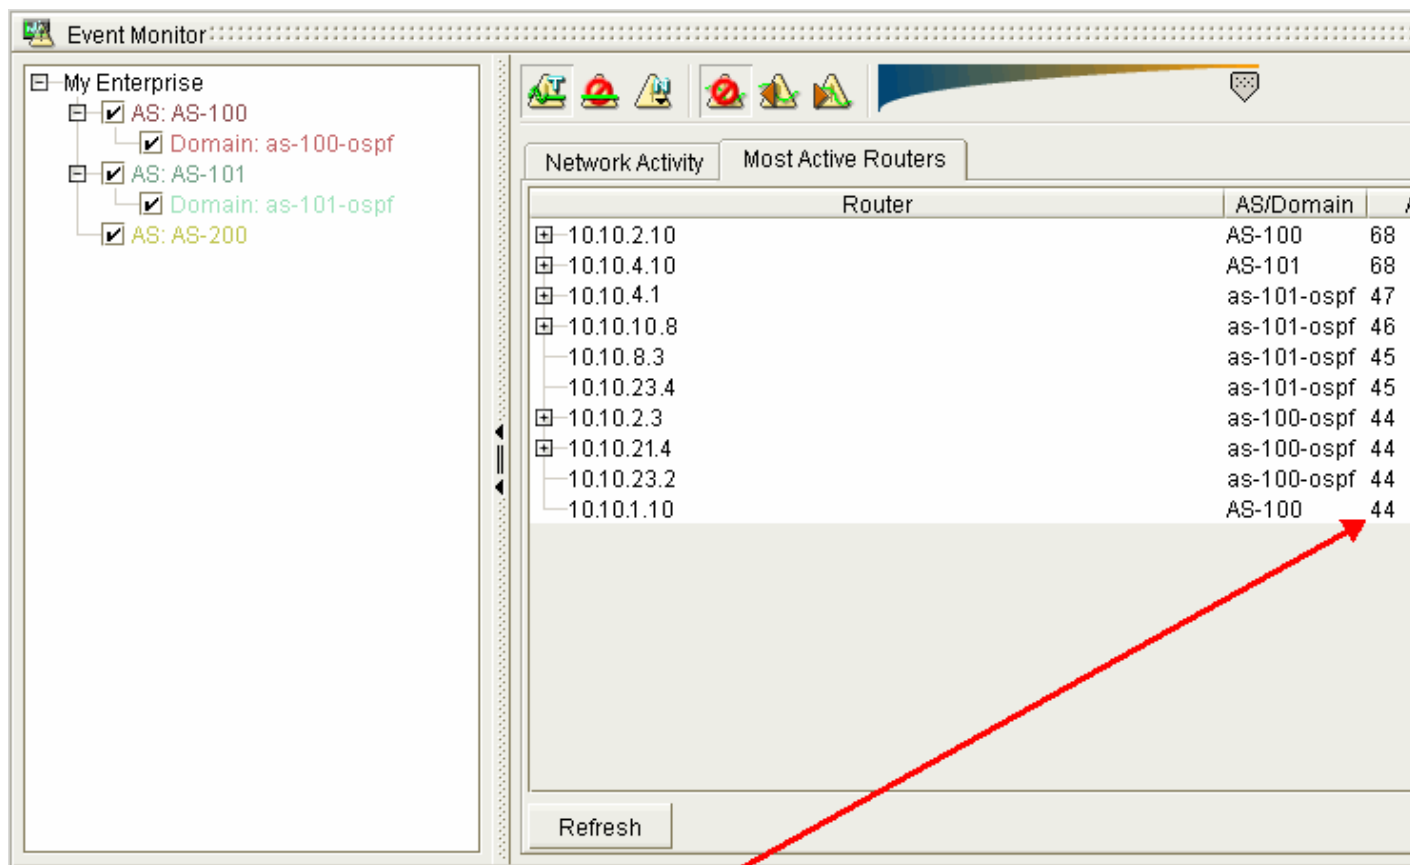 Event Monitor
My Enterprise
AS: AS-100
Domain: as-100-ospf
AS: AS-101
Domain: as-101-ospf
AS: AS-200
Network Activity Most Active Routers
Router AS/Domain
10.10.2.10 AS-100 68
10.10.4.10 AS-101 68
10.10.4.1 as-101-ospf 47
10.10.10.8 as-101-ospf 46
10.10.8.3 as-101-ospf 45
10.10.23.4 as-101-ospf 45
10.10.2.3 as-100-ospf 44
10.10.21.4 as-100-ospf 44
10.10.23.2 as-100-ospf 44
10.10.1.10 AS-100 44
Refresh